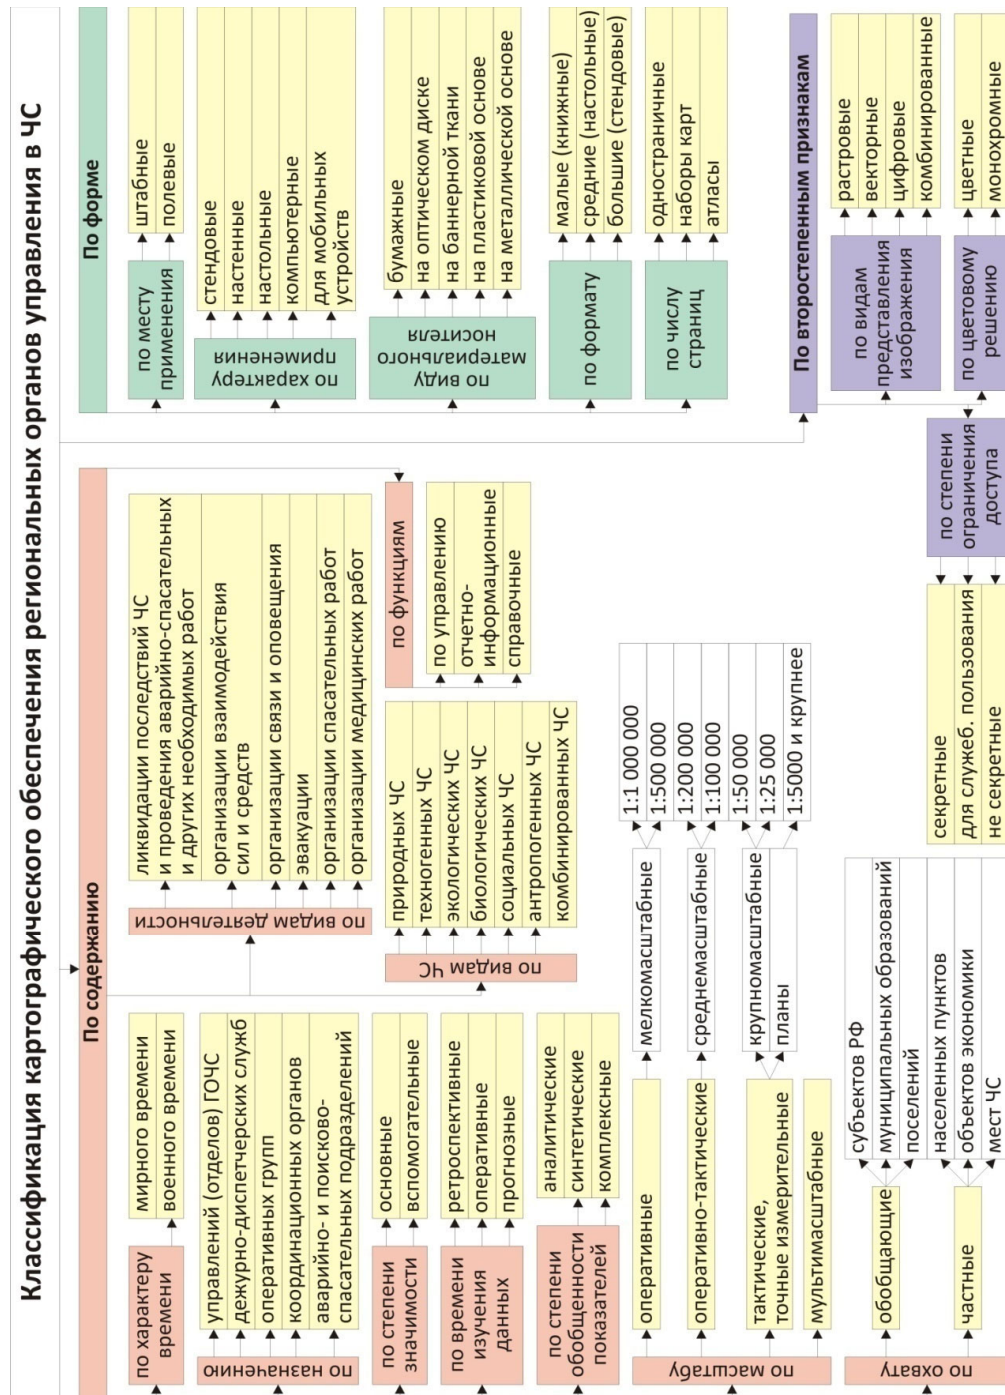 Классификация картографического обеспечения региональных органов управления в ЧС
По содержанию
по характеру
времени
мирного времени
военного времени
по назначению
управлений (отделов) ГОЧС
дежурно-диспетчерских служб
оперативных групп
координационных органов
аварийно- и поисково-
спасательных подразделений
по степени
значимости
основные
вспомогательные
по времени
изучения
данных
ретроспективные
оперативные
прогнозные
по степени
обобщенности
показателей
аналитические
синтетические
комплексные
по масштабу
оперативные
мелкомасштабные
1:1 000 000
1:500 000
оперативно-тактические
среднемасштабные
1:200 000
1:100 000
тактические,
точные измерительные
крупномасштабные
планы
1:50 000
1:25 000
1:5000 и крупнее
мультимасштабные
по охвату
обобщающие
субъектов РФ
муниципальных образований
поселений
частные
населенных пунктов
объектов экономики
мест ЧС
по видам деятельности
ликвидации последствий ЧС
и проведения аварийно-спасательных
и других необходимых работ
организации взаимодействия
сил и средств
организации связи и оповещения
эвакуации
организации спасательных работ
организации медицинских работ
по видам ЧС
природных ЧС
техногенных ЧС
экологических ЧС
биологических ЧС
социальных ЧС
антропогенных ЧС
комбинированных ЧС
по функциям
по управлению
отчетно-
информационные
справочные
По форме
по месту
применения
штабные
полевые
по характеру
применения
стендовые
настенные
настольные
компьютерные
для мобильных
устройств
по виду
материального
носителя
бумажные
на оптическом диске
на баннерной ткани
на пластиковой основе
на металлической основе
по формату
малые (книжные)
средние (настольные)
большие (стендовые)
по числу
страниц
одностраничные
наборы карт
атласы
По второстепенным признакам
по видам
представления
изображения
растровые
векторные
цифровые
комбинированные
по цветовому
решению
цветные
монохромные
по степени
ограничения
доступа
секретные
для служеб. пользования
не секретные